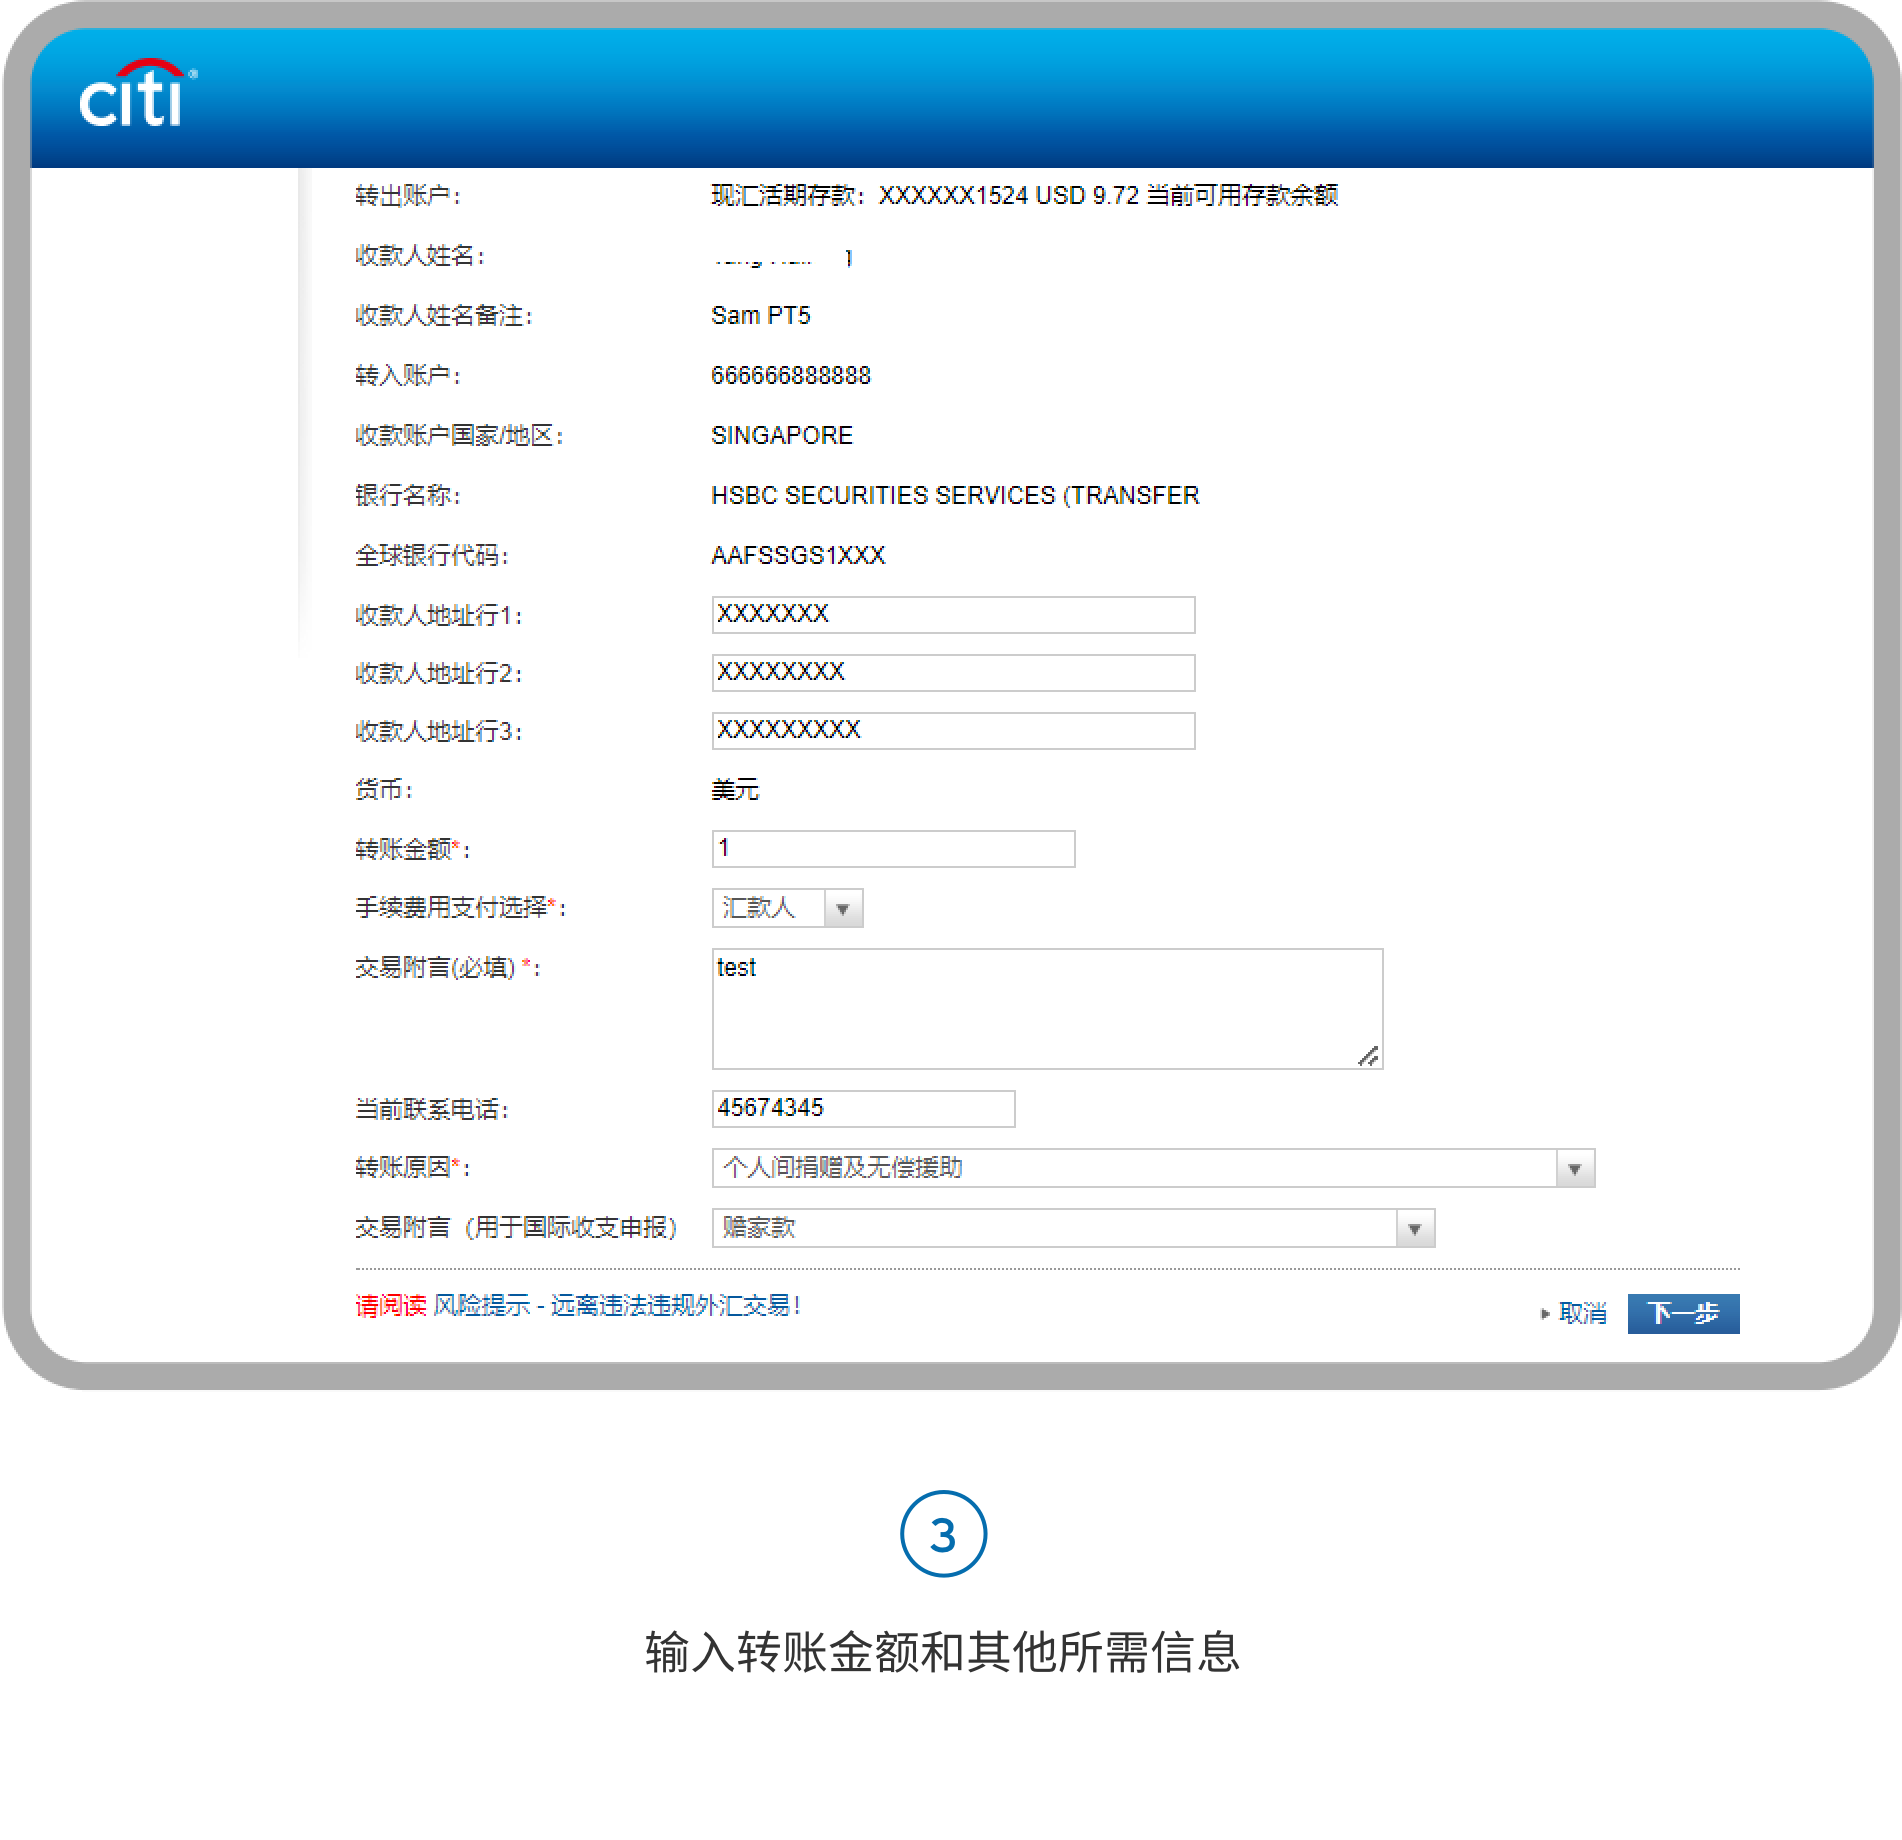 citi®
转出账户： 现汇活期存款：XXXXXX1524 USD 9.72 当前可用存款余额
收款人姓名：
收款人姓名备注： Sam PT5
转入账户： 666666888888
收款账户国家/地区： SINGAPORE
银行名称： HSBC SECURITIES SERVICES (TRANSFER
全球银行代码： AAFSSGS1XXX
收款人地址行1： XXXXXXX
收款人地址行2： XXXXXXXX
收款人地址行3： XXXXXXXXX
货币： 美元
转账金额*： 1
手续费用支付选择*： 汇款人
交易附言(必填) *： test
当前联系电话： 45674345
转账原因*： 个人间捐赠及无偿援助
交易附言（用于国际收支申报） 赡家款
请阅读 风险提示 - 远离违法违规外汇交易！
取消 下一步
3
输入转账金额和其他所需信息